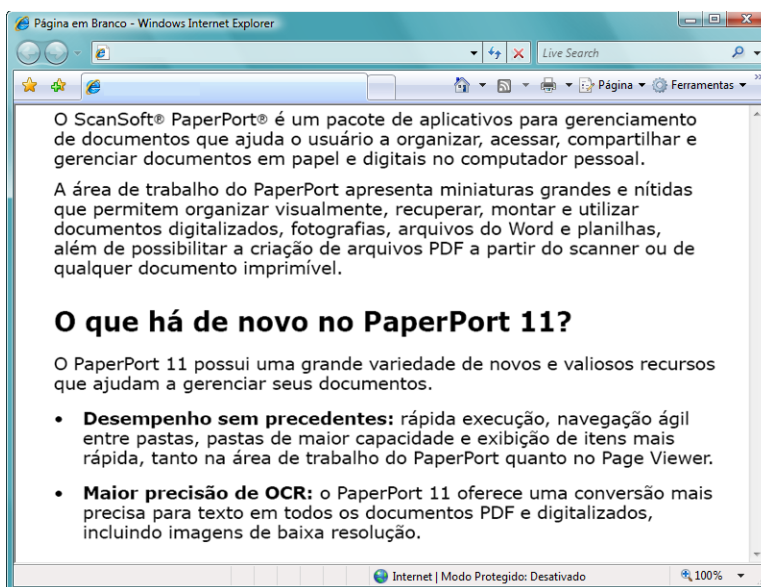 Página em Branco - Windows Internet Explorer
Live Search
Página Ferramentas
O ScanSoft® PaperPort® é um pacote de aplicativos para gerenciamento
de documentos que ajuda o usuário a organizar, acessar, compartilhar e
gerenciar documentos em papel e digitais no computador pessoal.
A área de trabalho do PaperPort apresenta miniaturas grandes e nítidas
que permitem organizar visualmente, recuperar, montar e utilizar
documentos digitalizados, fotografias, arquivos do Word e planilhas,
além de possibilitar a criação de arquivos PDF a partir do scanner ou de
qualquer documento imprimível.
O que há de novo no PaperPort 11?
O PaperPort 11 possui uma grande variedade de novos e valiosos recursos
que ajudam a gerenciar seus documentos.
• Desempenho sem precedentes: rápida execução, navegação ágil
entre pastas, pastas de maior capacidade e exibição de itens mais
rápida, tanto na área de trabalho do PaperPort quanto no Page Viewer.
• Maior precisão de OCR: o PaperPort 11 oferece uma conversão mais
precisa para texto em todos os documentos PDF e digitalizados,
incluindo imagens de baixa resolução.
Internet | Modo Protegido: Desativado 100%